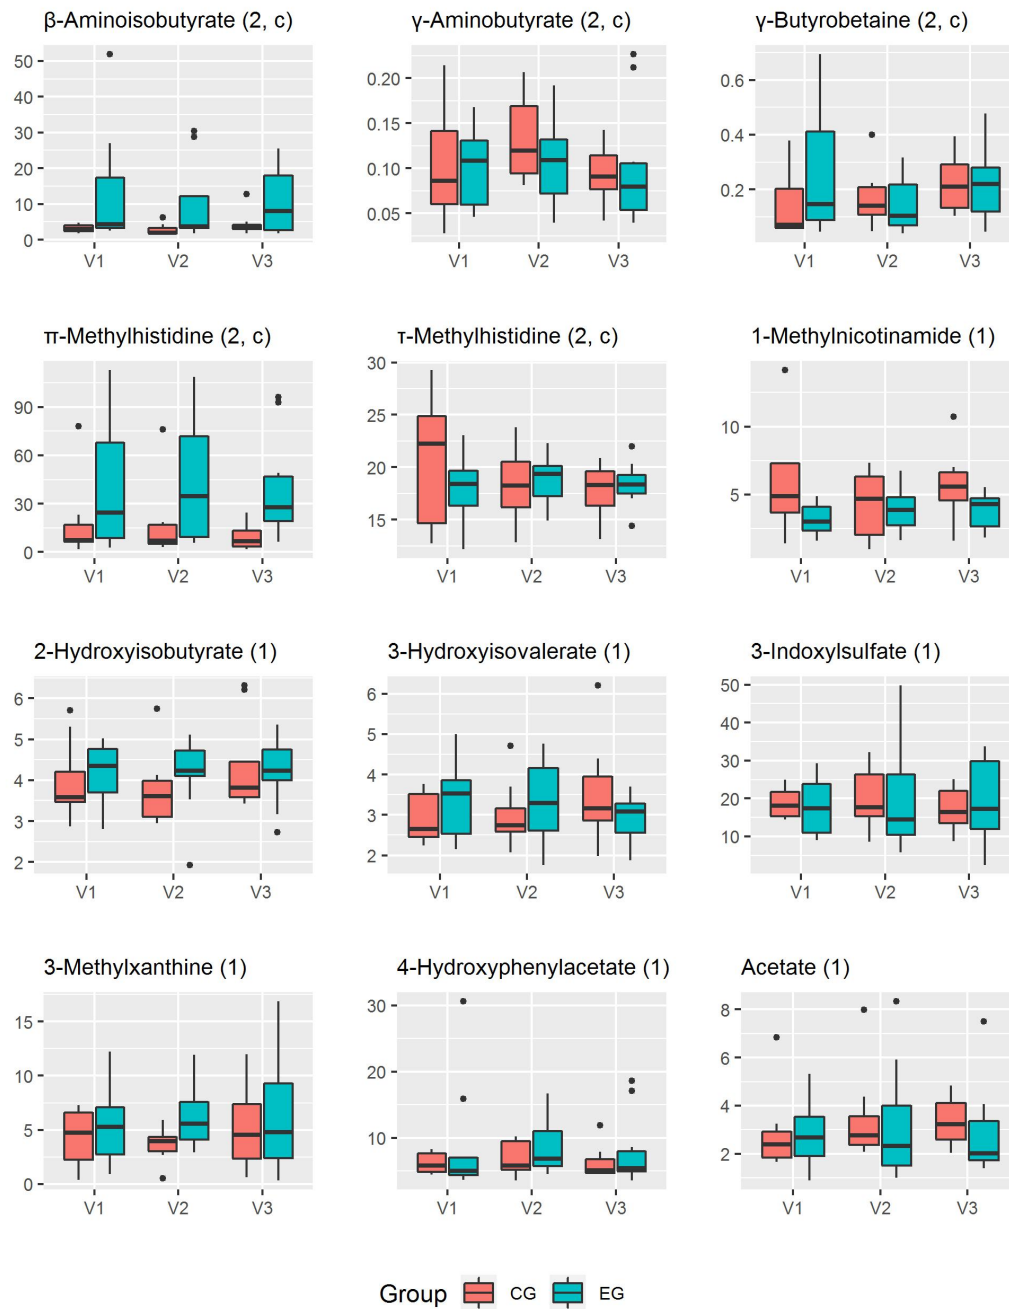 β-Aminoisobutyrate (2, c)
γ-Aminobutyrate (2, c)
γ-Butyrobetaine (2, c)
50
40
30
20
10
0
V1 V2 V3
0.20
0.15
0.10
0.05
V1 V2 V3
0.6
0.4
0.2
V1 V2 V3
π-Methylhistidine (2, c)
τ-Methylhistidine (2, c)
1-Methylnicotinamide (1)
90
60
30
0
V1 V2 V3
30
25
20
15
V1 V2 V3
10
5
V1 V2 V3
2-Hydroxyisobutyrate (1)
3-Hydroxyisovalerate (1)
3-Indoxylsulfate (1)
6
5
4
3
2
V1 V2 V3
6
5
4
3
2
V1 V2 V3
50
40
30
20
10
V1 V2 V3
3-Methylxanthine (1)
4-Hydroxyphenylacetate (1)
Acetate (1)
15
10
5
0
V1 V2 V3
30
20
10
V1 V2 V3
8
6
4
2
V1 V2 V3
Group CG EG